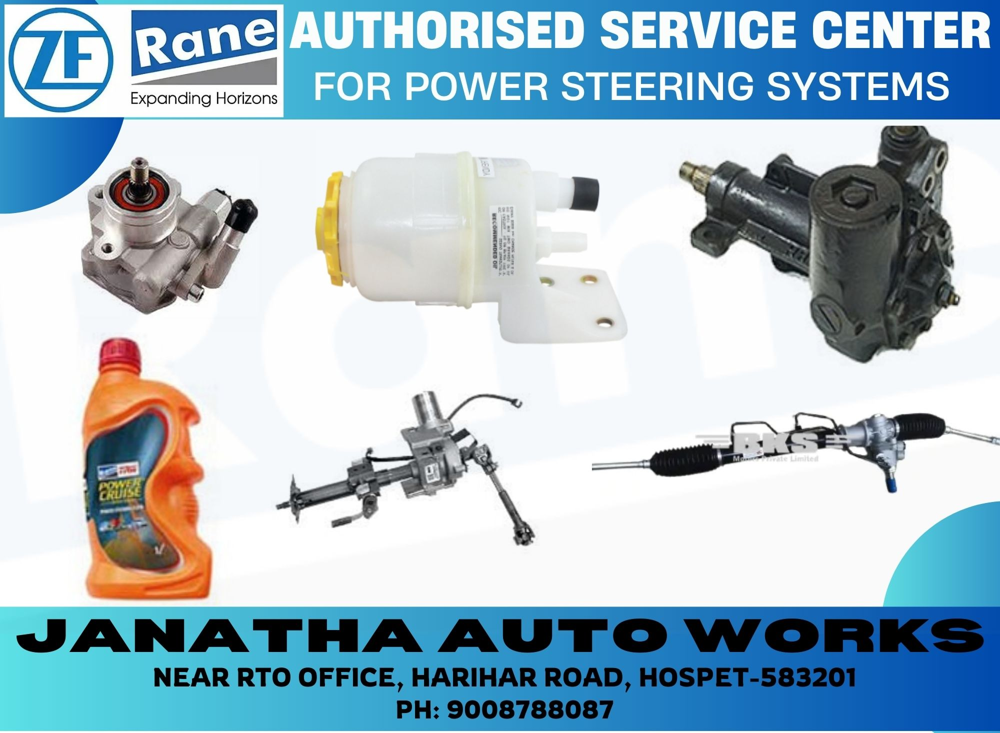 ZF
Rane
Expanding Horizons
AUTHORISED SERVICE CENTER
FOR POWER STEERING SYSTEMS
RECOMMENDED OIL
POWER
CRUISE
BKS
Motors Private Limited
JANATHA AUTO WORKS
NEAR RTO OFFICE, HARIHAR ROAD, HOSPET-583201
PH: 9008788087